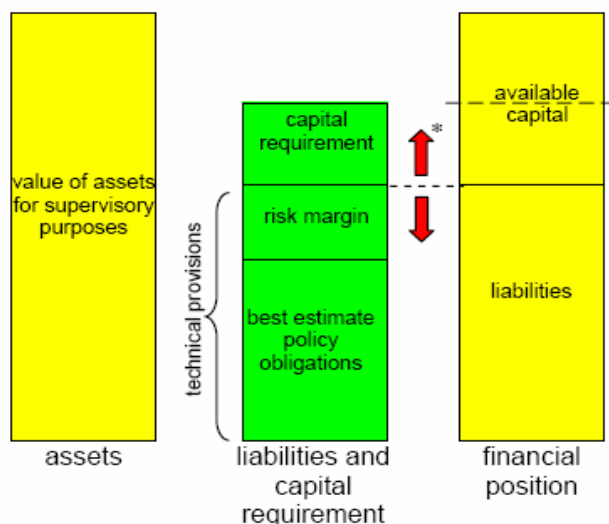 value of assets
for supervisory
purposes
assets
technical provisions
capital
requirement
*
risk margin
best estimate
policy
obligations
liabilities and
capital
requirement
available
capital
liabilities
financial
position